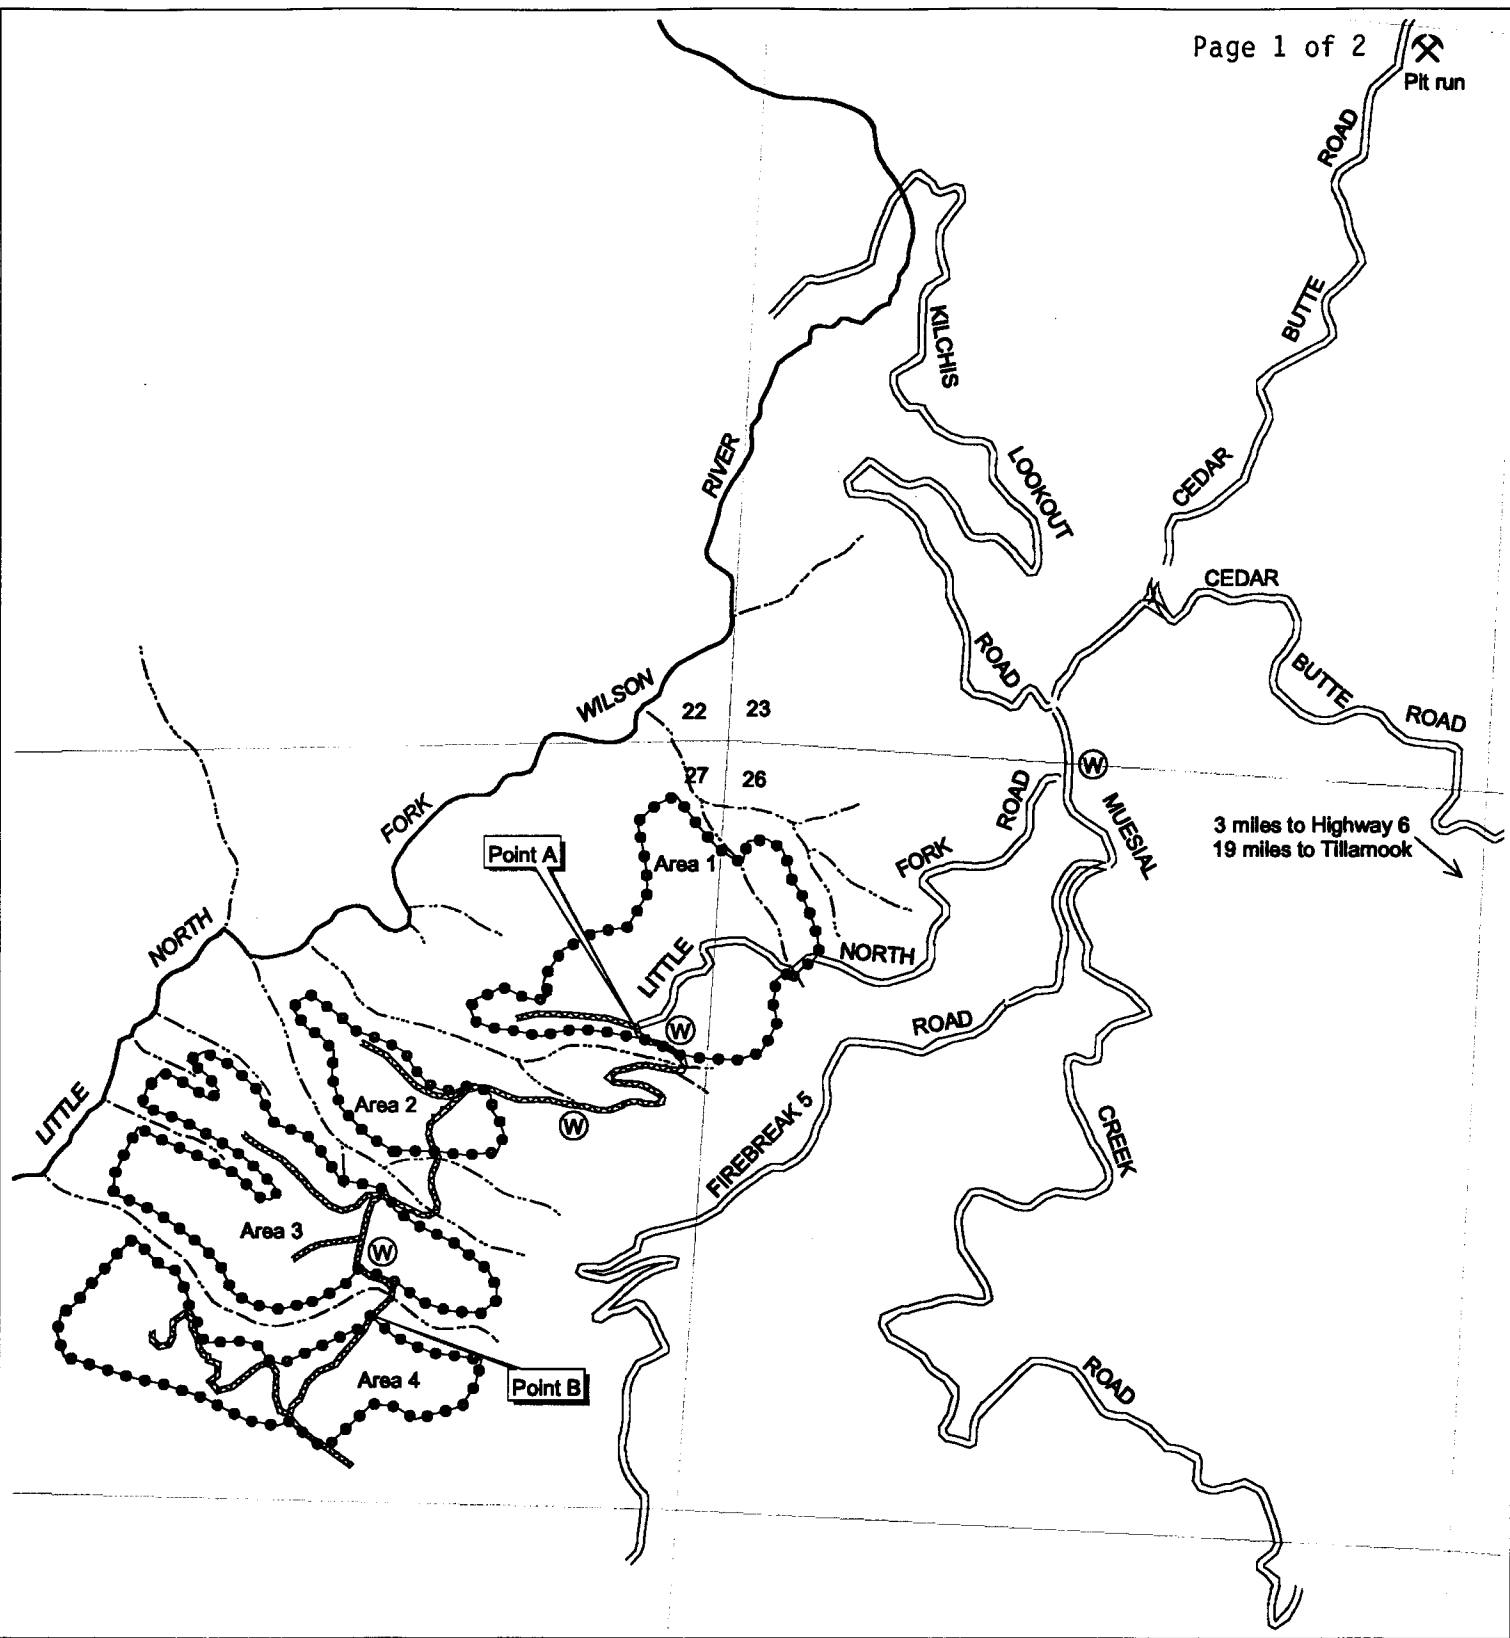 Page 1 of 2
Pit run
CEDAR BUTTE ROAD
KILCHIS LOOKOUT ROAD
CEDAR BUTTE ROAD
LITTLE NORTH FORK WILSON RIVER
22
23
27
26
W
3 miles to Highway 6
19 miles to Tillamook
MUESIAL CREEK ROAD
LITTLE NORTH FORK ROAD
Point A
Area 1
W
FIREBREAK 5 ROAD
Area 2
W
Area 3
W
Area 4
Point B